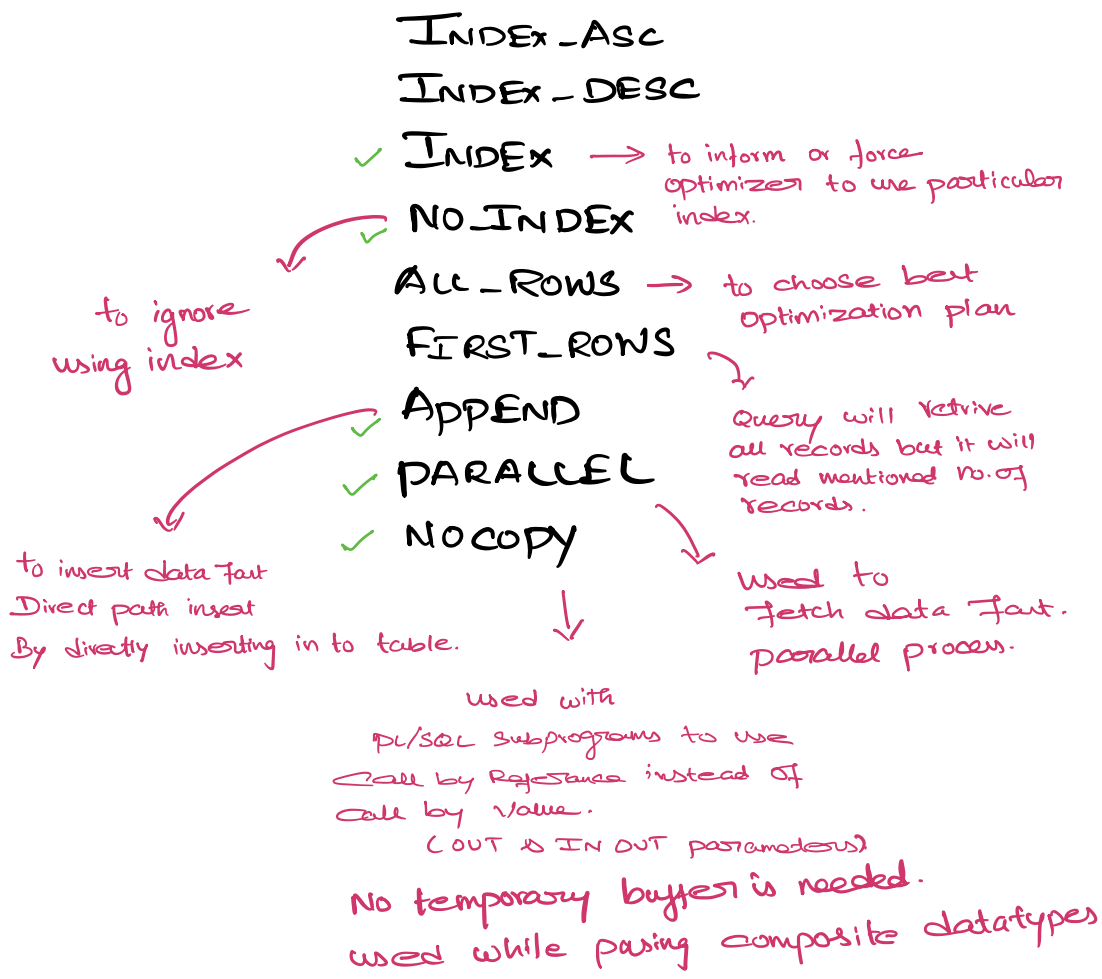 INDEX_ASC
INDEX_DESC
INDEX
to inform or force
optimizer to use particular
index.
NO_INDEX
to ignore
using index
ALL_ROWS
to choose best
optimization plan
FIRST_ROWS
Query will retrive
all records but it will
read mentioned no.of
records.
APPEND
to insert data fast
Direct path insert
By directly inserting in to table.
PARALLEL
used to
fetch data fast.
parallel process.
NOCOPY
used with
PL/SQL subprograms to use
call by Referance instead of
call by value.
(OUT & IN OUT parameters)
No temporary buffer is needed.
used while pasing composite datatypes